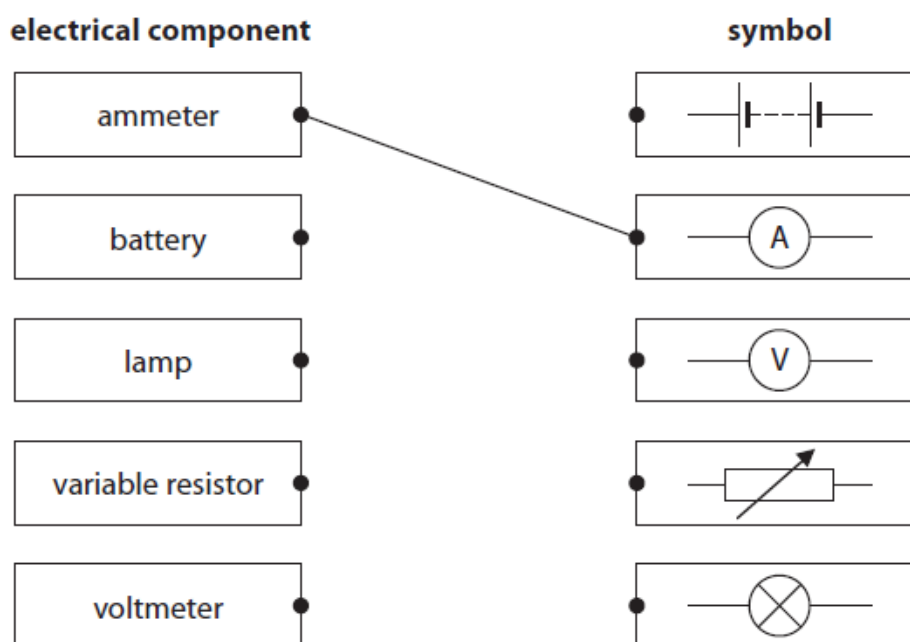 electrical component
symbol
ammeter
battery
A
lamp
V
variable resistor
voltmeter